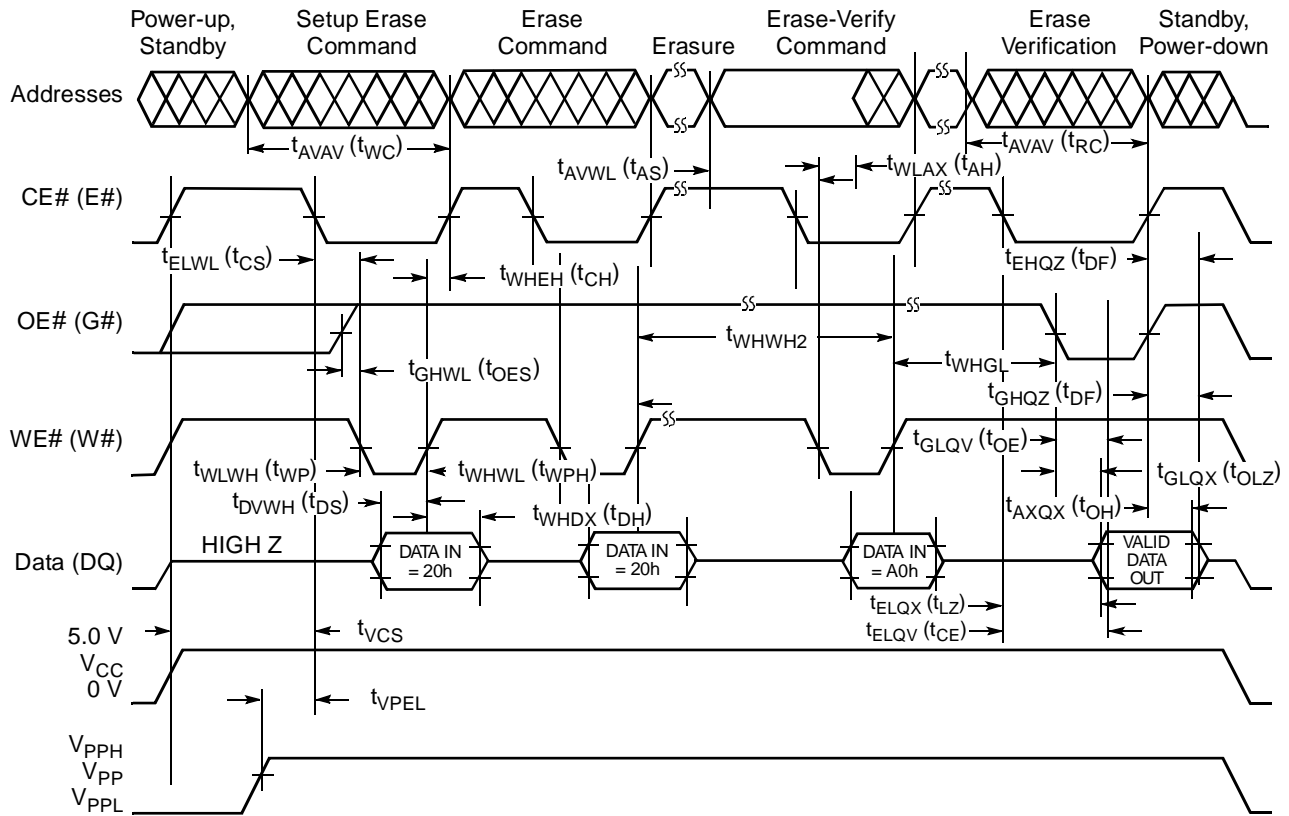 Power-up,
Standby
Setup Erase
Command
Erase
Command
Erasure
Erase-Verify
Command
Erase
Verification
Standby,
Power-down
Addresses
tAVAV (tWC)
tAVAV (tRC)
tAVWL (tAS)
tWLAX (tAH)
CE# (E#)
tELWL (tCS)
tWHEH (tCH)
tEHQZ (tDF)
OE# (G#)
tWHWH2
tWHGL
tGHWL (tOES)
tGHQZ (tDF)
WE# (W#)
tGLQV (tOE)
tWLWH (tWP)
tWHWL (tWPH)
tGLQX (tOLZ)
tDVWH (tDS)
tWHDX (tDH)
tAXQX (tOH)
Data (DQ)
HIGH Z
DATA IN
= 20h
DATA IN
= 20h
DATA IN
= A0h
VALID
DATA
OUT
tELQX (tLZ)
tELQV (tCE)
5.0 V
VCC
0 V
tVCS
tVPEL
VPPH
VPP
VPPL